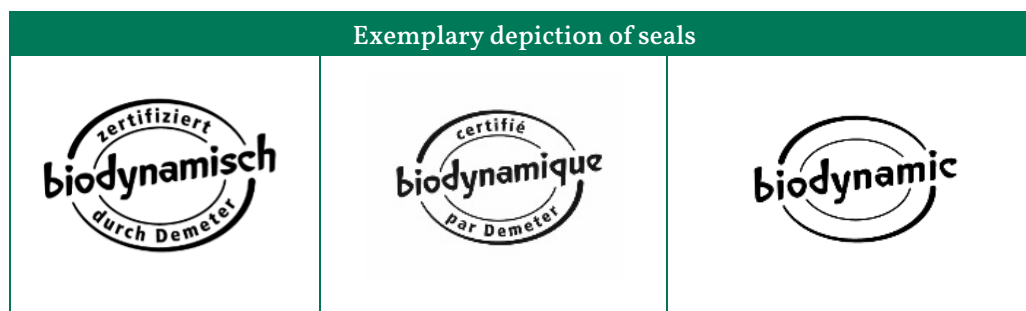 Exemplary depiction of seals
zertifiziert
biodynamisch
durch Demeter
certifié
biodynamique
par Demeter
biodynamic